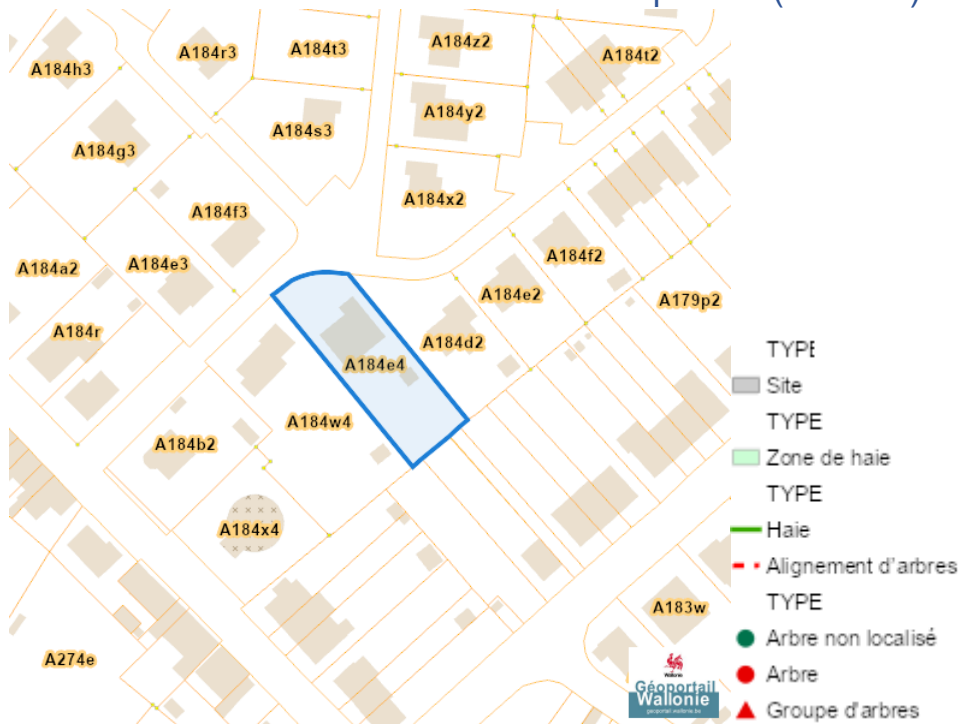 A184h3
A184r3
A184t3
A184z2
A184t2
A184y2
A184s3
A184g3
A184x2
A184f3
A184a2
A184e3
A184f2
A184e2
A179p2
A184r
A184d2
A184e4
A184w4
A184b2
A184x4
A183w
A274e
Wallonie
Géoportail
Wallonie
geoportail.wallonie.be
TYPE
Site
TYPE
Zone de haie
TYPE
Haie
Alignement d'arbres
TYPE
Arbre non localisé
Arbre
Groupe d'arbres